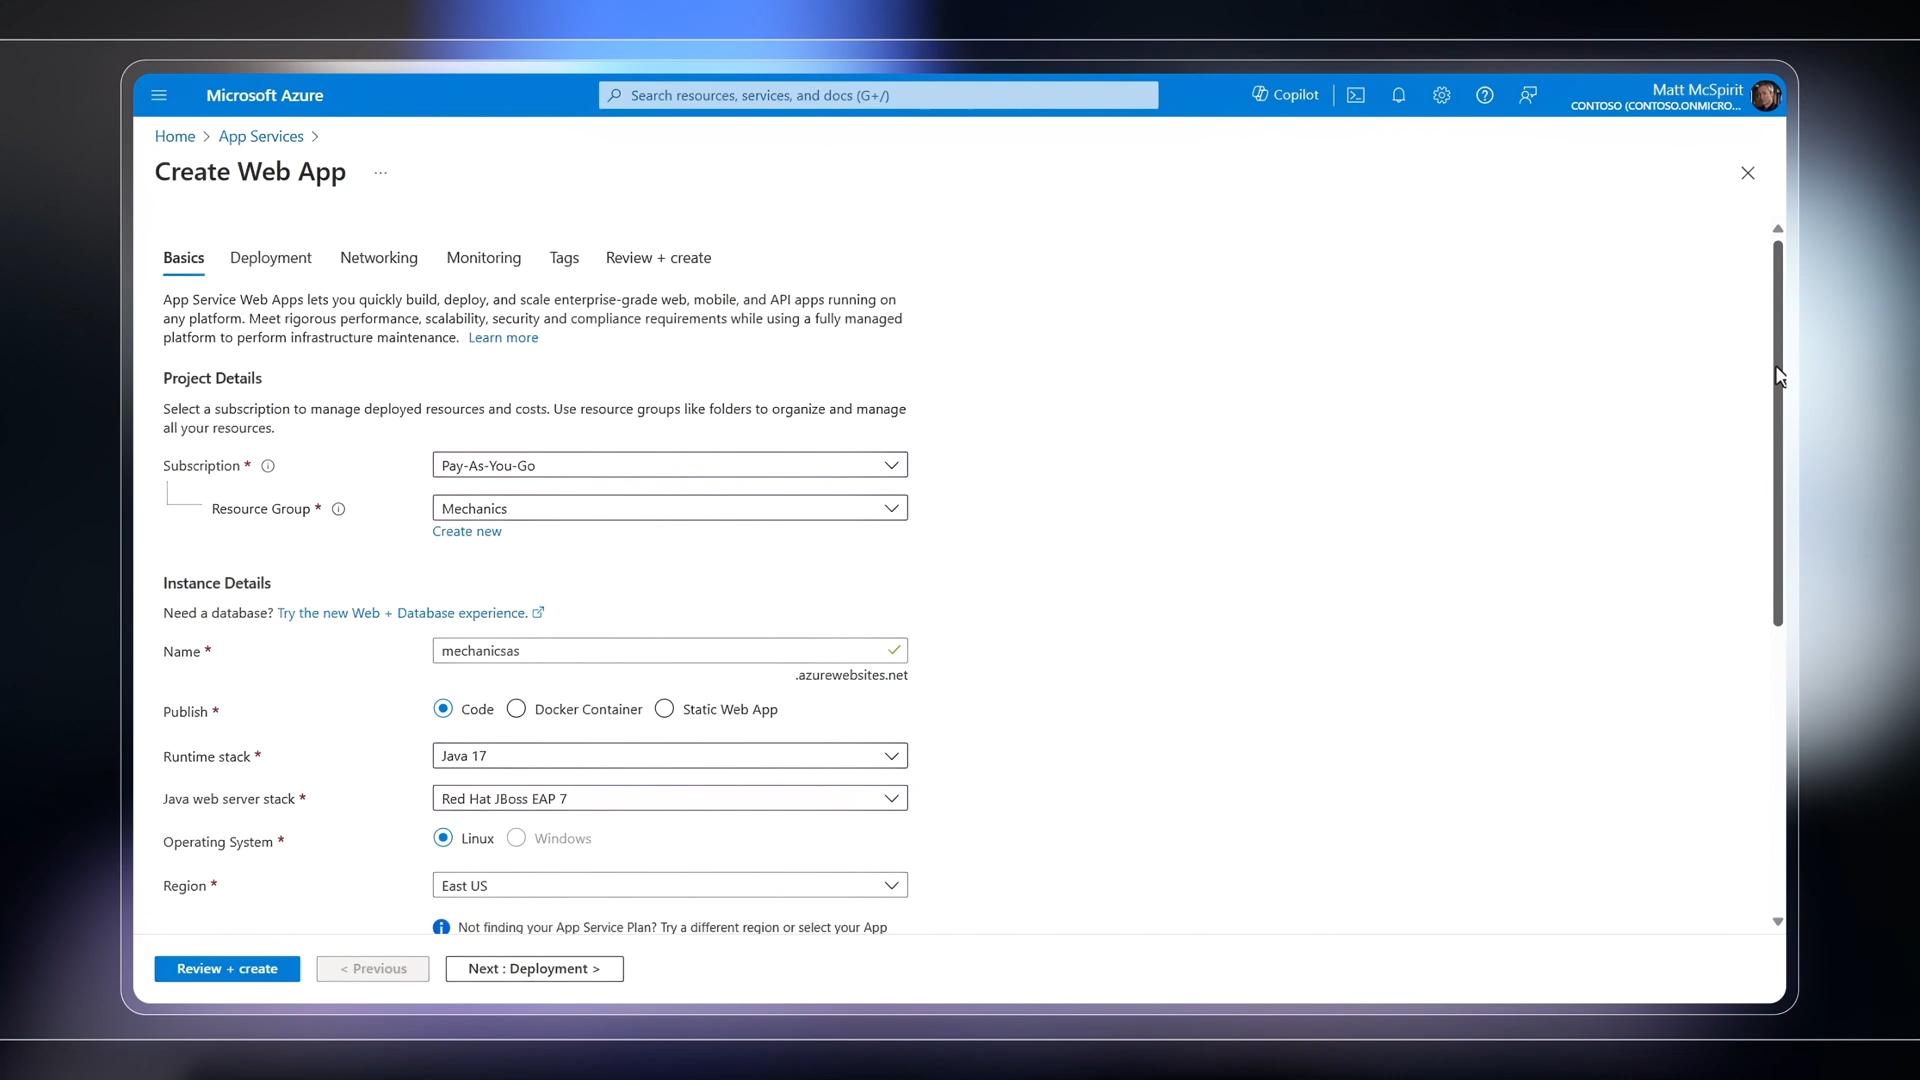 Microsoft Azure
Search resources, services, and docs (G+/)
Copilot
Matt McSpirit
CONTOSO (CONTOSO.ONMICRO...
Home > App Services >
Create Web App ...
Basics Deployment Networking Monitoring Tags Review + create
App Service Web Apps lets you quickly build, deploy, and scale enterprise-grade web, mobile, and API apps running on
any platform. Meet rigorous performance, scalability, security and compliance requirements while using a fully managed
platform to perform infrastructure maintenance. Learn more
Project Details
Select a subscription to manage deployed resources and costs. Use resource groups like folders to organize and manage
all your resources.
Subscription * Pay-As-You-Go
Resource Group * Mechanics
Create new
Instance Details
Need a database? Try the new Web + Database experience.
Name * mechanicsas
.azurewebsites.net
Publish * Code Docker Container Static Web App
Runtime stack * Java 17
Java web server stack * Red Hat JBoss EAP 7
Operating System * Linux Windows
Region * East US
Not finding your App Service Plan? Try a different region or select your App
Review + create < Previous Next : Deployment >